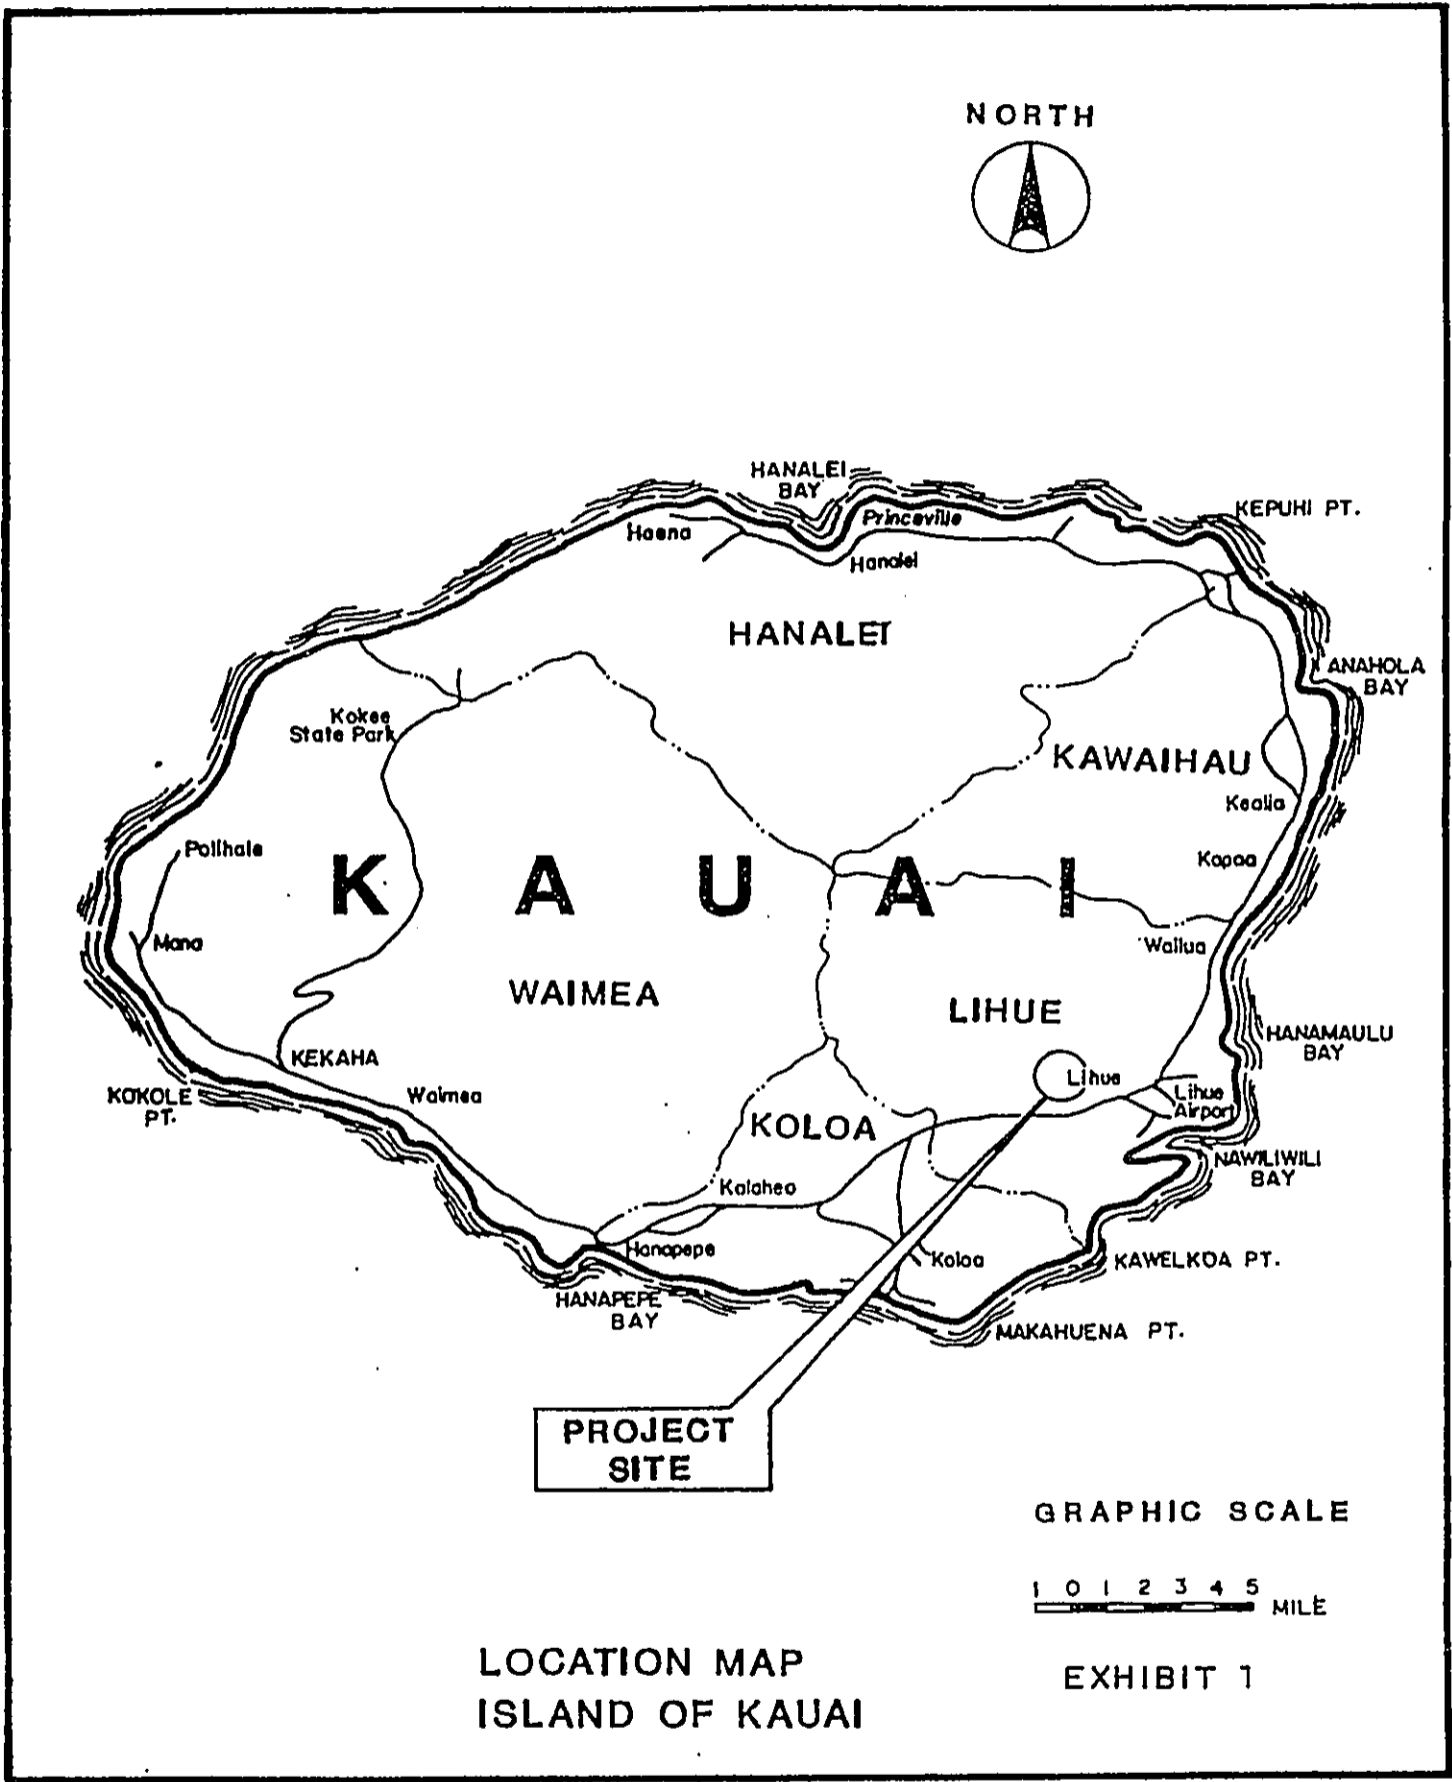 NORTH
HANALEI
BAY
KEPUHI PT.
Princeville
Haena
Hanalei
HANALEI
ANAHOLA
BAY
Kokee
State Park
KAWAIHAU
Kealia
Polihale
Kapaa
KAUAI
Mana
Wailua
WAIMEA
LIHUE
HANAMAULU
BAY
KEKAHA
Lihue
KOKOLE
PT.
Waimea
Lihue
Airport
KOLOA
NAWILIWILI
BAY
Kalaheo
Hanapepe
Koloa
KAWELKOA PT.
HANAPEPE
BAY
MAKAHUENA PT.
PROJECT
SITE
GRAPHIC SCALE
1 0 1 2 3 4 5
MILE
LOCATION MAP
ISLAND OF KAUAI
EXHIBIT 1